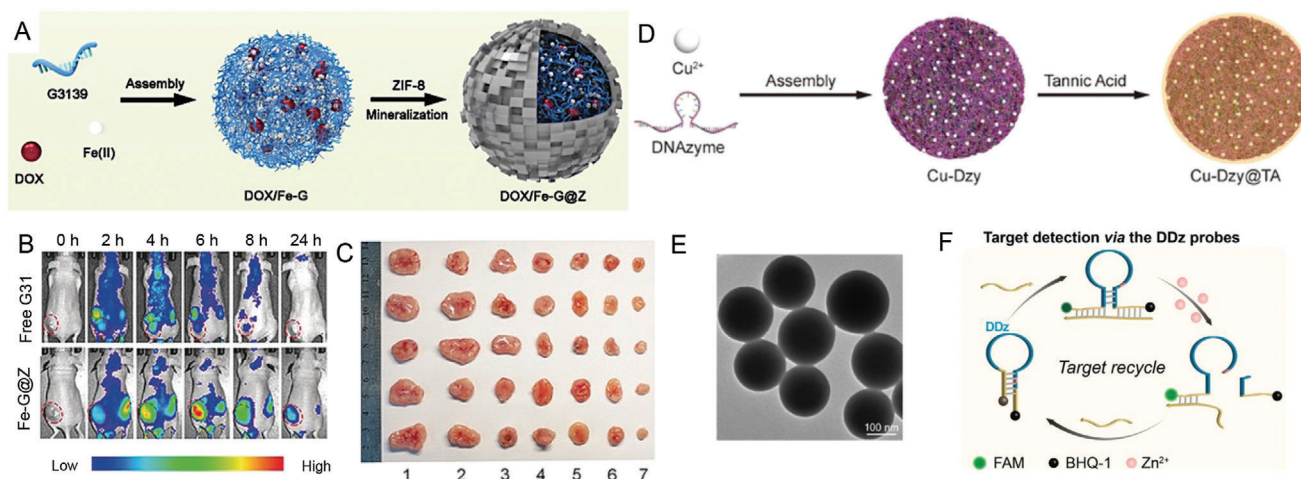 A
G3139
DOX
Fe(II)
Assembly
DOX/Fe-G
ZIF-8
Mineralization
DOX/Fe-G@Z
B
0 h 2 h 4 h 6 h 8 h 24 h
Free G31
Fe-G@Z
Low High
C
1 2 3 4 5 6 7
D
Cu2+
DNAzyme
Assembly
Cu-Dzy
Tannic Acid
Cu-Dzy@TA
E
100 nm
F
Target detection via the DDz probes
DDz
Target recycle
FAM BHQ-1 Zn2+